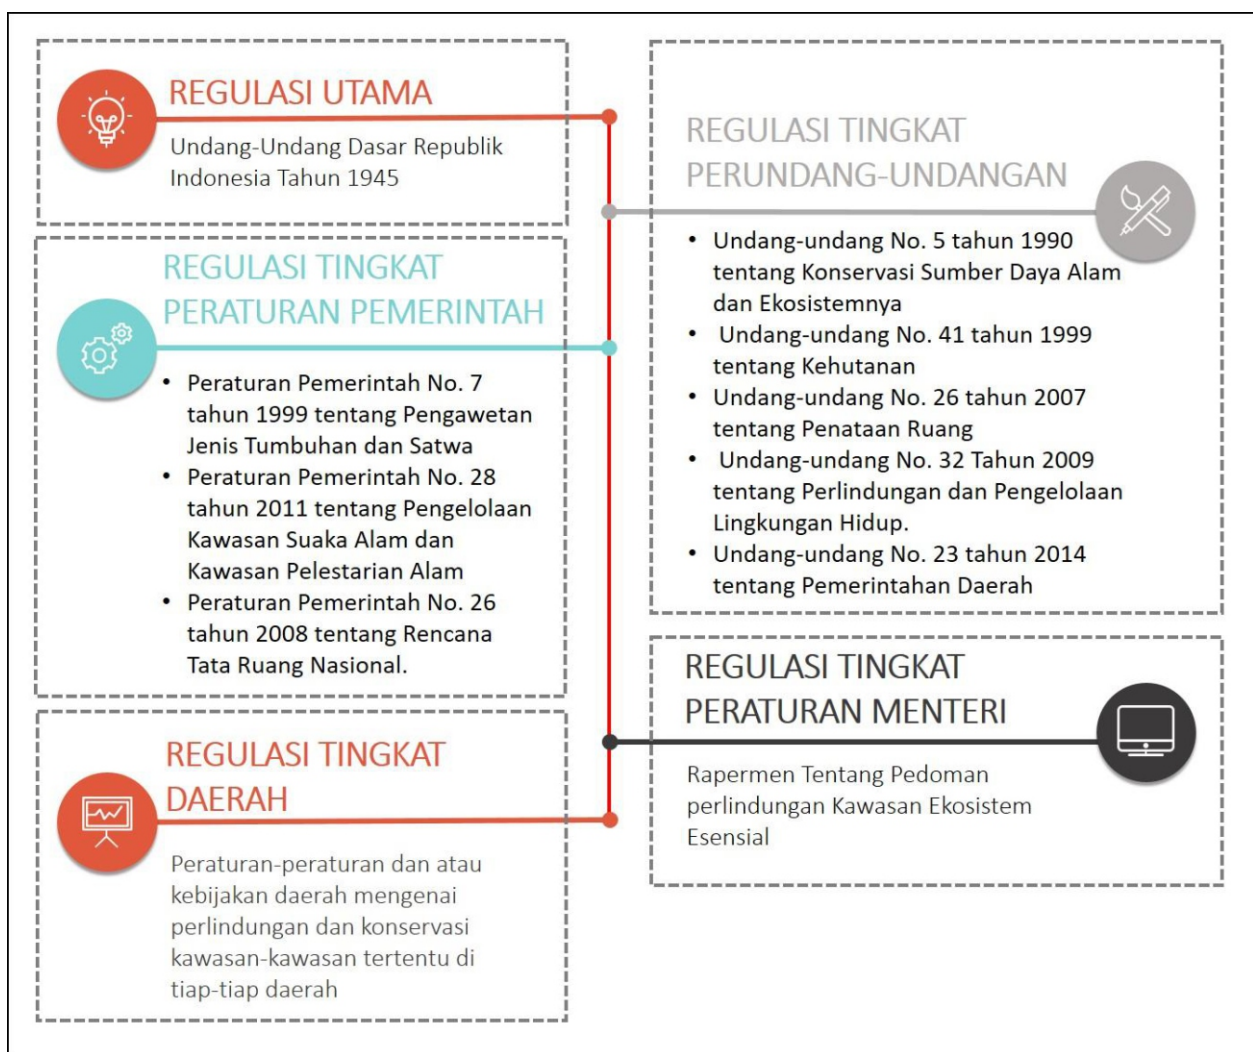 REGULASI UTAMA
Undang-Undang Dasar Republik
Indonesia Tahun 1945
REGULASI TINGKAT
PERUNDANG-UNDANGAN
• Undang-undang No. 5 tahun 1990
tentang Konservasi Sumber Daya Alam
dan Ekosistemnya
• Undang-undang No. 41 tahun 1999
tentang Kehutanan
• Undang-undang No. 26 tahun 2007
tentang Penataan Ruang
• Undang-undang No. 32 Tahun 2009
tentang Perlindungan dan Pengelolaan
Lingkungan Hidup.
• Undang-undang No. 23 tahun 2014
tentang Pemerintahan Daerah
REGULASI TINGKAT
PERATURAN PEMERINTAH
• Peraturan Pemerintah No. 7
tahun 1999 tentang Pengawetan
Jenis Tumbuhan dan Satwa
• Peraturan Pemerintah No. 28
tahun 2011 tentang Pengelolaan
Kawasan Suaka Alam dan
Kawasan Pelestarian Alam
• Peraturan Pemerintah No. 26
tahun 2008 tentang Rencana
Tata Ruang Nasional.
REGULASI TINGKAT
PERATURAN MENTERI
Rapermen Tentang Pedoman
perlindungan Kawasan Ekosistem
Esensial
REGULASI TINGKAT
DAERAH
Peraturan-peraturan dan atau
kebijakan daerah mengenai
perlindungan dan konservasi
kawasan-kawasan tertentu di
tiap-tiap daerah